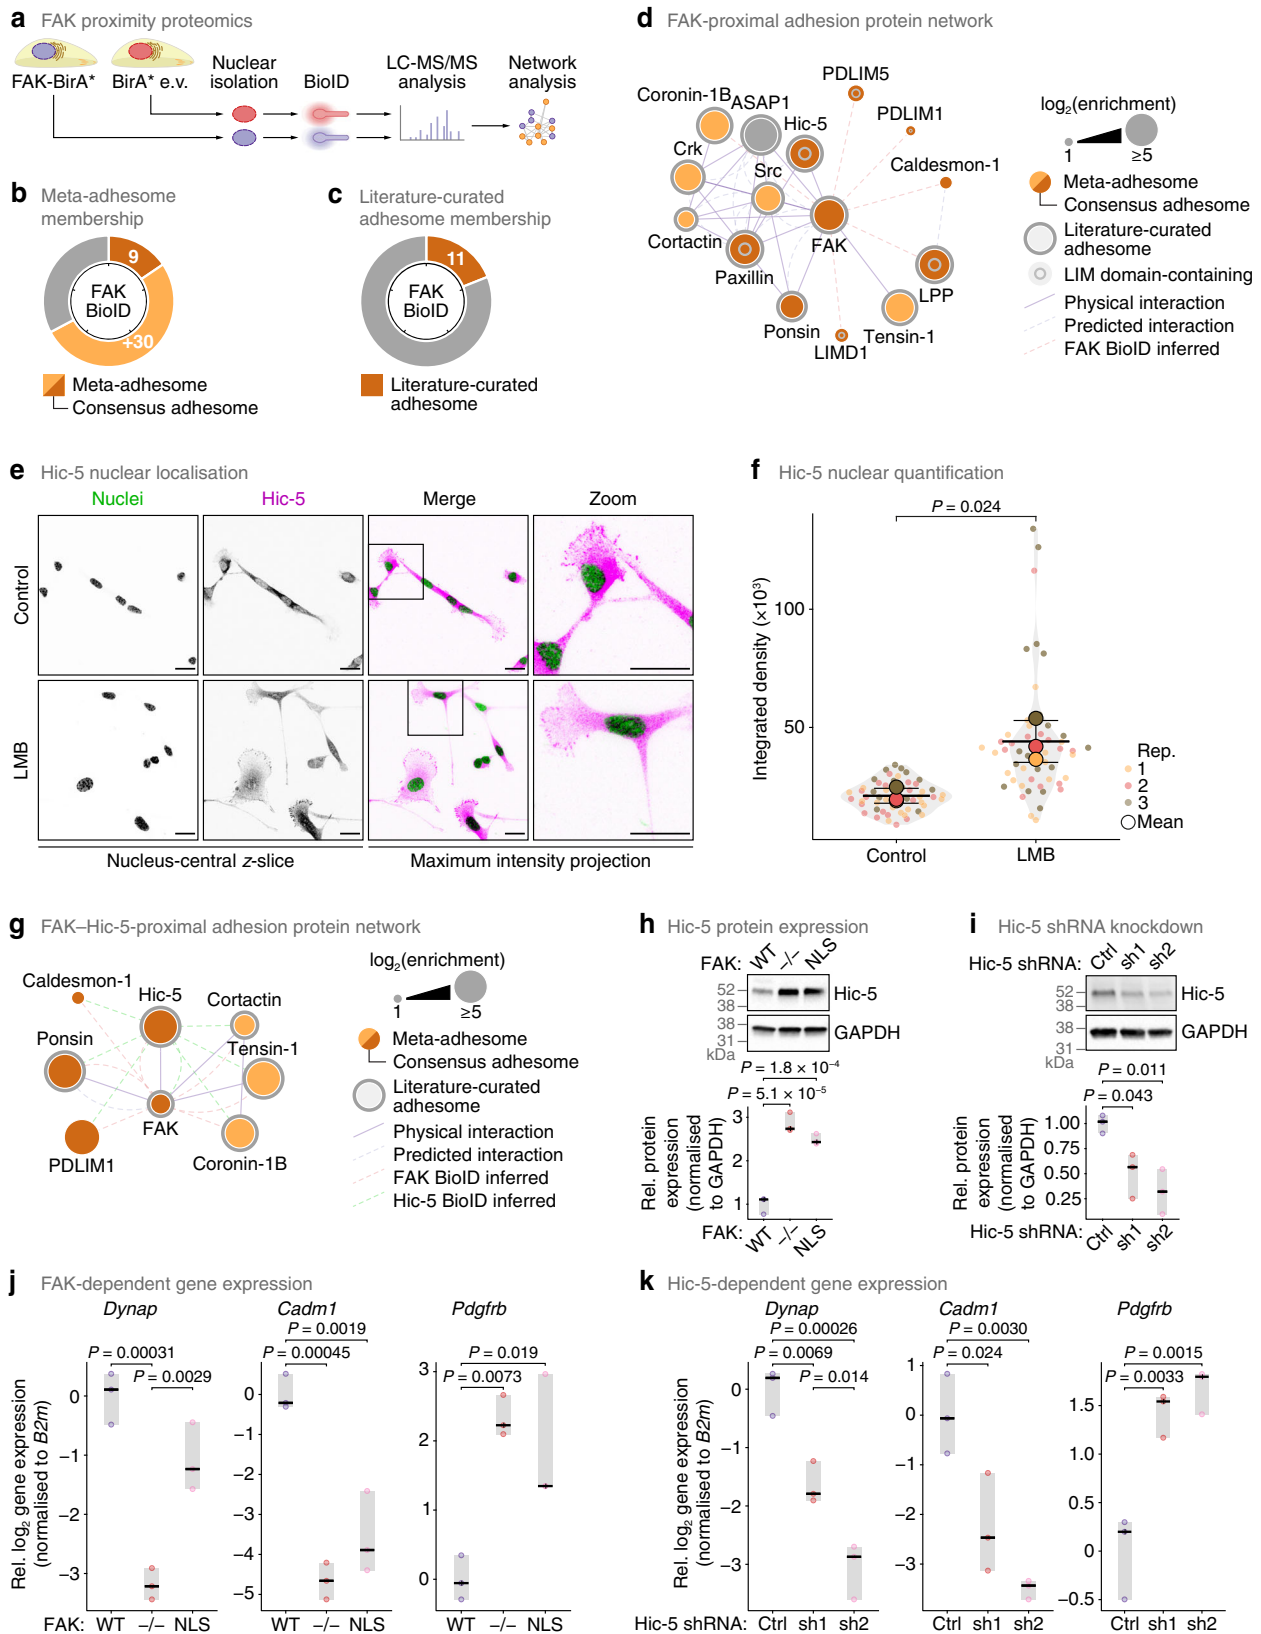 a FAK proximity proteomics
FAK-BirA*
BirA* e.v.
Nuclear
isolation
BioID
LC-MS/MS
analysis
Network
analysis
b Meta-adhesome
membership
9
FAK
BioID
+30
Meta-adhesome
Consensus adhesome
c Literature-curated
adhesome membership
11
FAK
BioID
Literature-curated
adhesome
d FAK-proximal adhesion protein network
PDLIM5
Coronin-1B
ASAP1
Hic-5
PDLIM1
Crk
Src
Caldesmon-1
Cortactin
FAK
Paxillin
LPP
Ponsin
Tensin-1
LIMD1
log2(enrichment)
1
≥5
Meta-adhesome
Consensus adhesome
Literature-curated
adhesome
LIM domain-containing
Physical interaction
Predicted interaction
FAK BioID inferred
e Hic-5 nuclear localisation
Nuclei
Hic-5
Merge
Zoom
Control
LMB
Nucleus-central z-slice
Maximum intensity projection
f Hic-5 nuclear quantification
P = 0.024
Integrated density (×10³)
100
50
Control
LMB
Rep.
1
2
3
Mean
g FAK–Hic-5-proximal adhesion protein network
Caldesmon-1
Hic-5
Cortactin
Ponsin
Tensin-1
FAK
PDLIM1
Coronin-1B
log2(enrichment)
1
≥5
Meta-adhesome
Consensus adhesome
Literature-curated
adhesome
Physical interaction
Predicted interaction
FAK BioID inferred
Hic-5 BioID inferred
h Hic-5 protein expression
FAK: WT –/– NLS
52
38
Hic-5
38
31
GAPDH
kDa
P = 1.8 × 10⁻⁴
P = 5.1 × 10⁻⁵
Rel. protein
expression
(normalised
to GAPDH)
3
2
1
FAK: WT –/– NLS
i Hic-5 shRNA knockdown
Hic-5 shRNA: Ctrl sh1 sh2
52
38
Hic-5
38
31
GAPDH
kDa
P = 0.011
P = 0.043
Rel. protein
expression
(normalised
to GAPDH)
1.00
0.75
0.50
0.25
Hic-5 shRNA: Ctrl sh1 sh2
j FAK-dependent gene expression
Dynap
Cadm1
Pdgfrb
Rel. log2 gene expression
(normalised to B2m)
P = 0.00031
P = 0.0029
0
−1
−2
−3
P = 0.0019
P = 0.00045
0
−1
−2
−3
−4
−5
P = 0.019
P = 0.0073
3
2
1
0
FAK: WT –/– NLS
WT –/– NLS
WT –/– NLS
k Hic-5-dependent gene expression
Dynap
Cadm1
Pdgfrb
Rel. log2 gene expression
(normalised to B2m)
P = 0.00026
P = 0.0069
P = 0.014
0
−1
−2
−3
P = 0.0030
P = 0.024
1
0
−1
−2
−3
P = 0.0015
P = 0.0033
1.5
1.0
0.5
0
−0.5
Hic-5 shRNA: Ctrl sh1 sh2
Ctrl sh1 sh2
Ctrl sh1 sh2